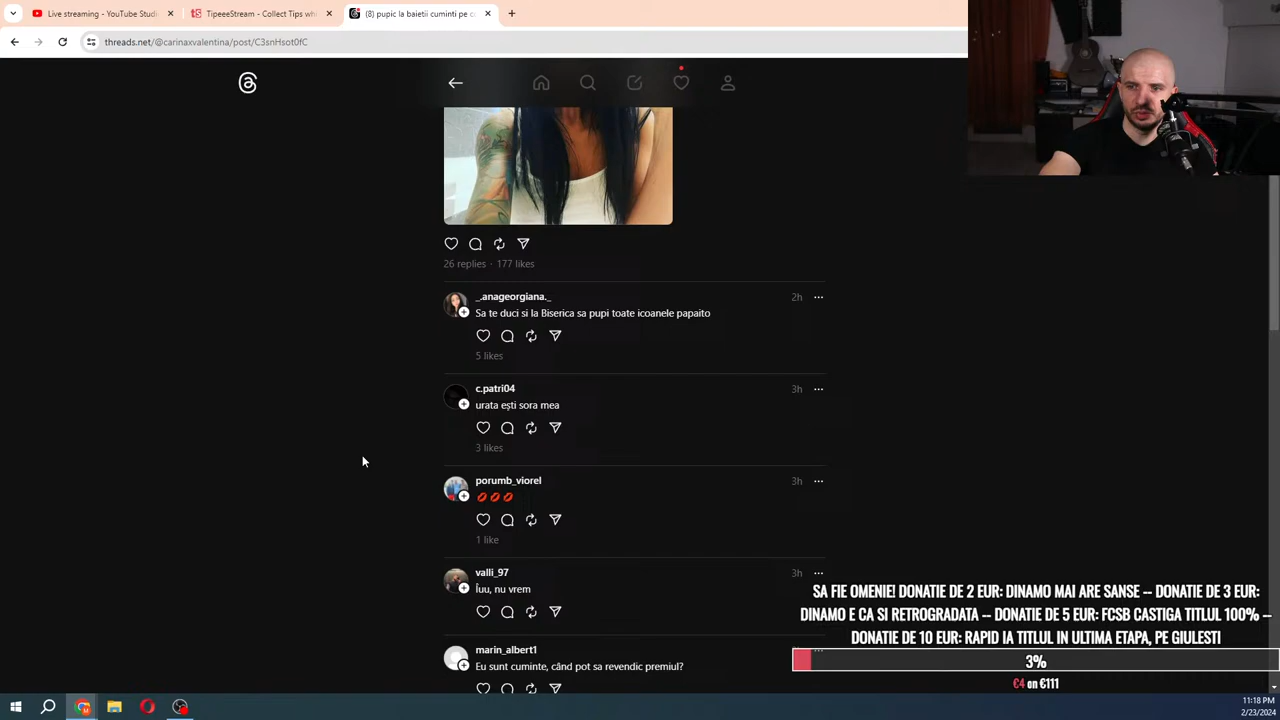 Live streaming - YouTube Studi
TipeeeStream - Collect Tips wh
(8) pupic la baietii cuminti pe c
threads.net/@carinaxvalentina/post/C3snHsot0fC
26 replies · 177 likes
_.anageorgiana._
2h
Sa te duci si la Biserica sa pupi toate icoanele papaito
5 likes
c.patri04
3h
urata ești sora mea
3 likes
porumb_viorel
3h
💋💋💋
1 like
valli_97
3h
Îuu, nu vrem
marin_albert1
Eu sunt cuminte, când pot sa revendic premiul?
SA FIE OMENIE! DONATIE DE 2 EUR: DINAMO MAI ARE SANSE -- DONATIE DE 3 EUR:
DINAMO E CA SI RETROGRADATA -- DONATIE DE 5 EUR: FCSB CASTIGA TITLUL 100% --
DONATIE DE 10 EUR: RAPID IA TITLUL IN ULTIMA ETAPA, PE GIULESTI
3%
€4 on €111
11:18 PM
2/23/2024